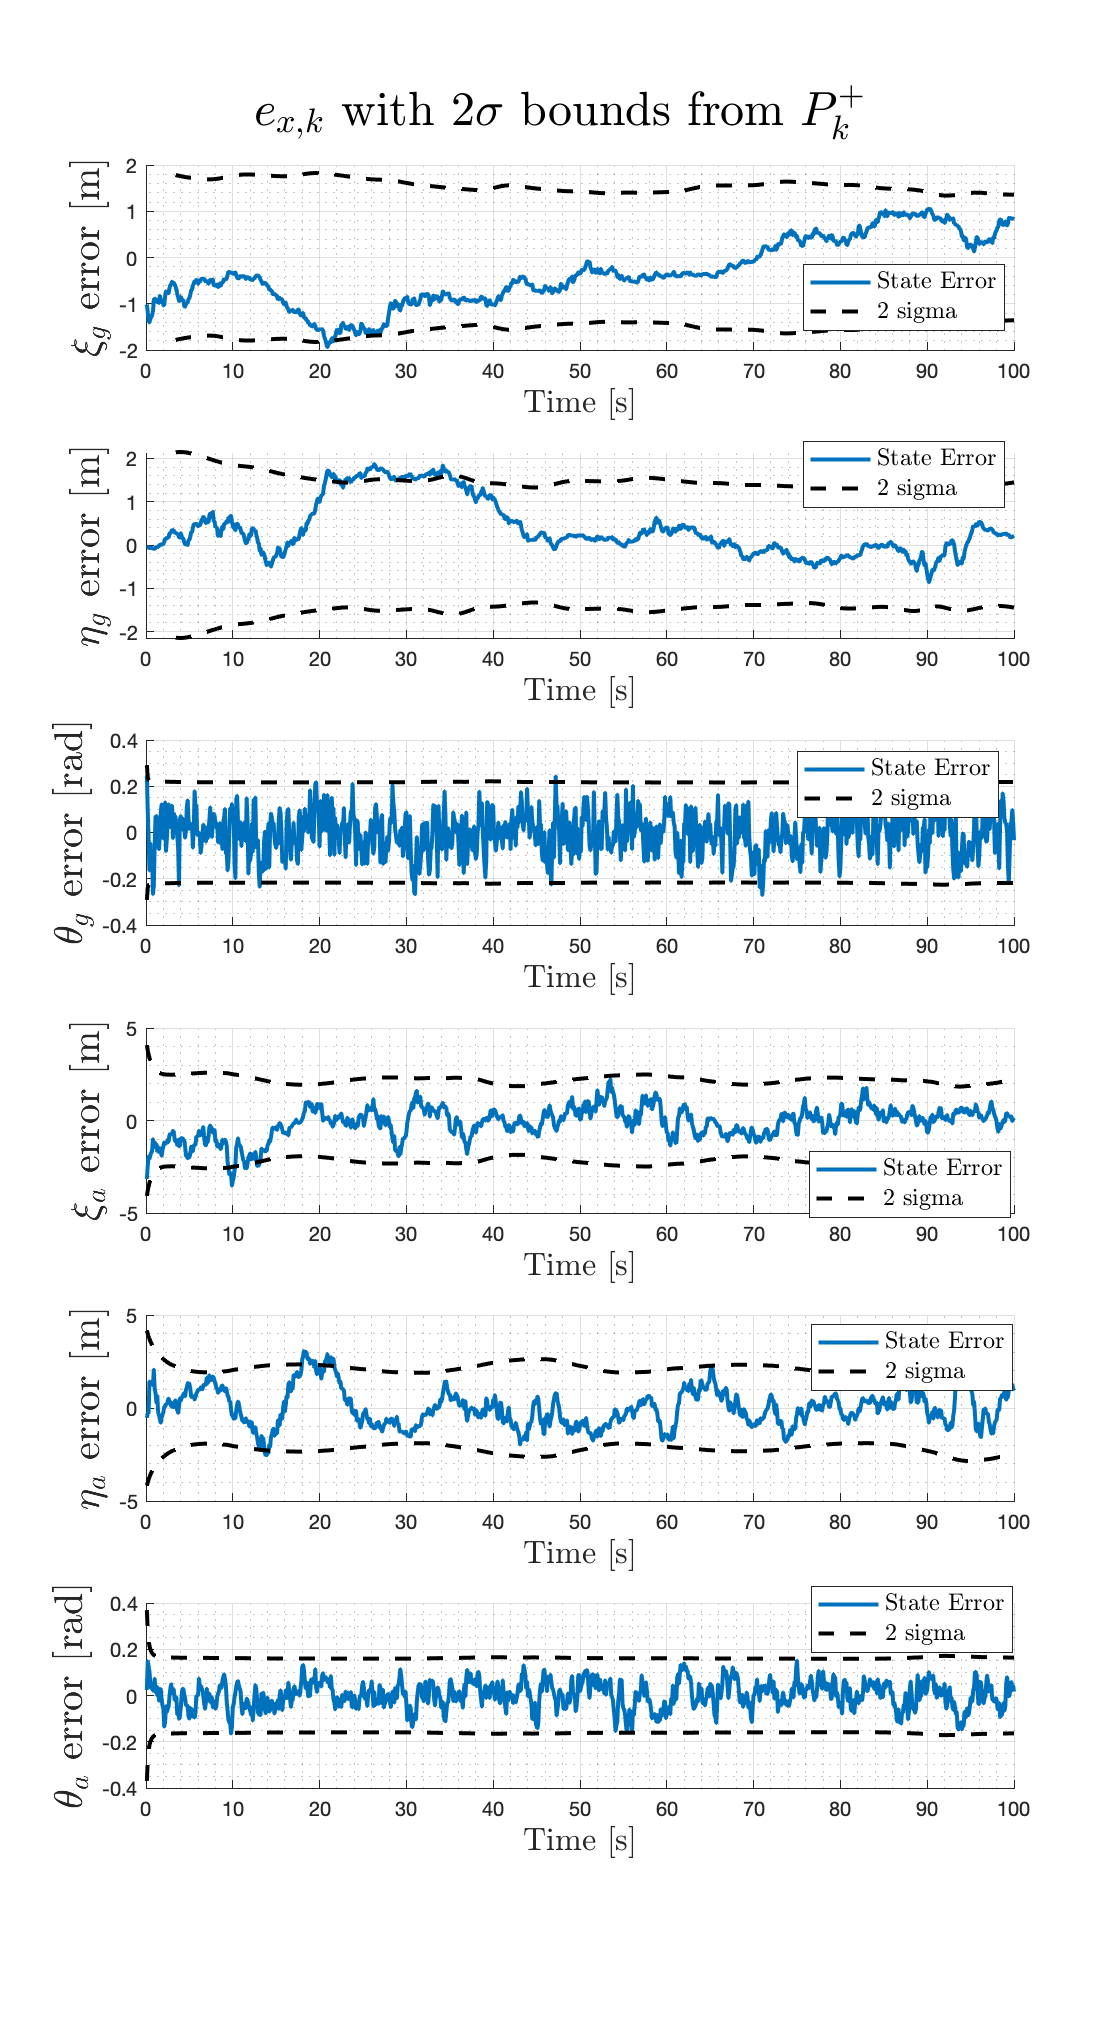 e_{x,k} with 2σ bounds from P_k^+
ξ_g error [m]
2
1
0
-1
-2
State Error
2 sigma
0 10 20 30 40 50 60 70 80 90 100
Time [s]
η_g error [m]
2
1
0
-1
-2
State Error
2 sigma
0 10 20 30 40 50 60 70 80 90 100
Time [s]
θ_g error [rad]
0.4
0.2
0
-0.2
-0.4
State Error
2 sigma
0 10 20 30 40 50 60 70 80 90 100
Time [s]
ξ_a error [m]
5
0
-5
State Error
2 sigma
0 10 20 30 40 50 60 70 80 90 100
Time [s]
η_a error [m]
5
0
-5
State Error
2 sigma
0 10 20 30 40 50 60 70 80 90 100
Time [s]
θ_a error [rad]
0.4
0.2
0
-0.2
-0.4
State Error
2 sigma
0 10 20 30 40 50 60 70 80 90 100
Time [s]